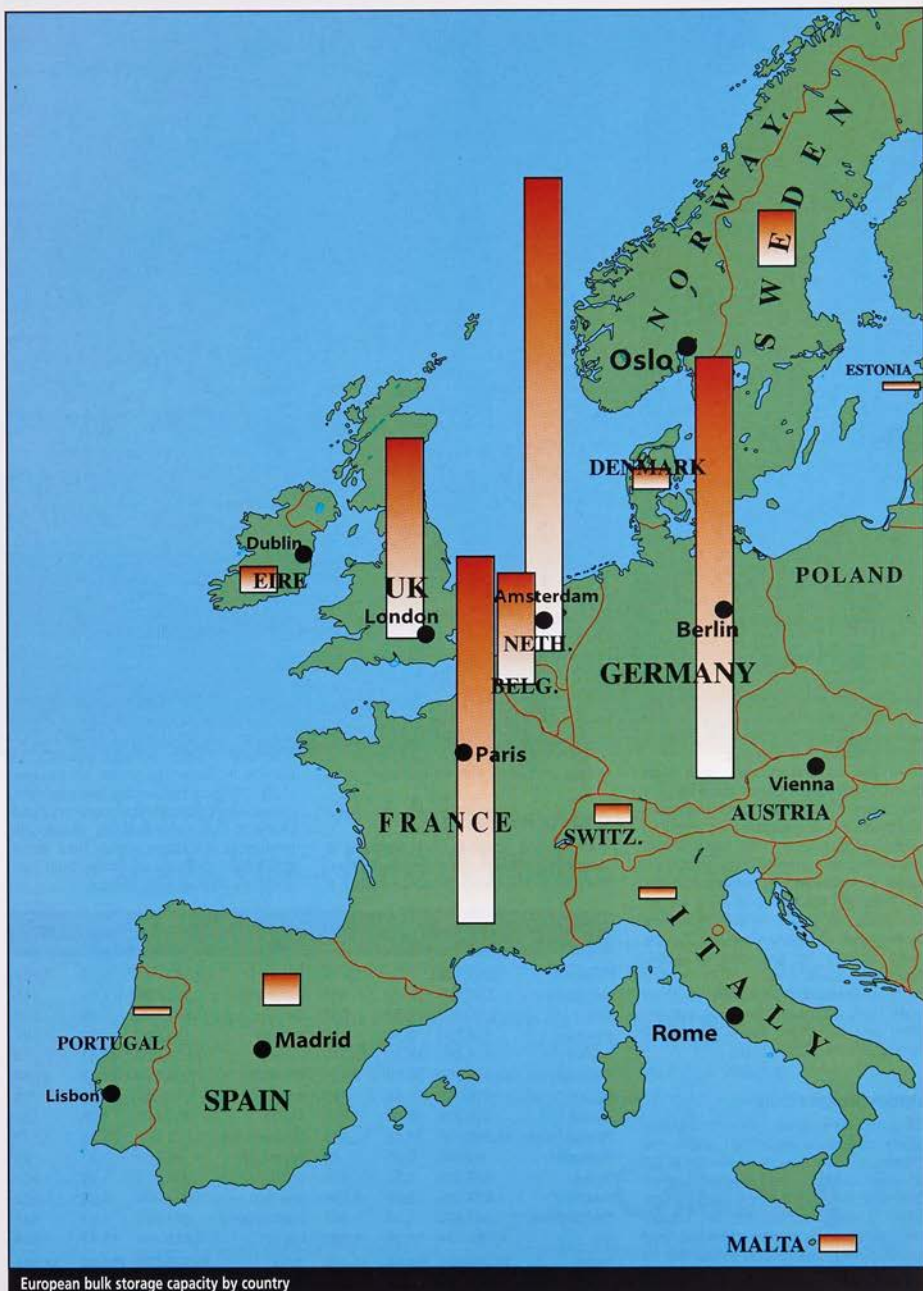 NORWAY
SWEDEN
Oslo
ESTONIA
DENMARK
Dublin
EIRE
UK
London
Amsterdam
NETH.
BELG.
Berlin
POLAND
GERMANY
Paris
Vienna
AUSTRIA
FRANCE
SWITZ.
ITALY
Rome
PORTUGAL
Madrid
Lisbon
SPAIN
MALTA
European bulk storage capacity by country